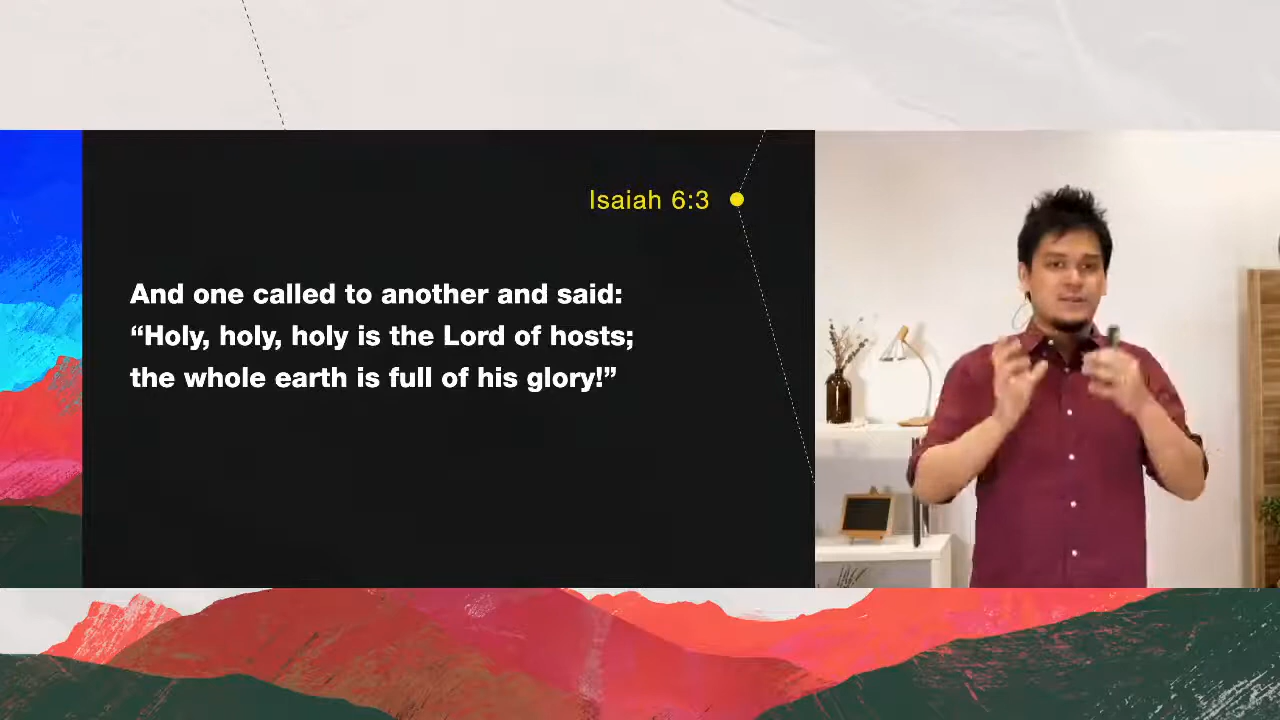 Isaiah 6:3
And one called to another and said:
“Holy, holy, holy is the Lord of hosts;
the whole earth is full of his glory!”